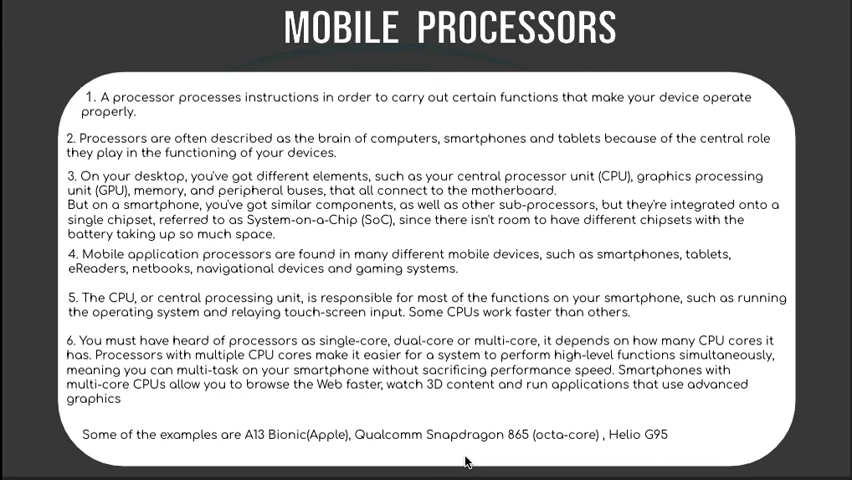 MOBILE PROCESSORS
1. A processor processes instructions in order to carry out certain functions that make your device operate
properly.
2. Processors are often described as the brain of computers, smartphones and tablets because of the central role
they play in the functioning of your devices.
3. On your desktop, you've got different elements, such as your central processor unit (CPU), graphics processing
unit (GPU), memory, and peripheral buses, that all connect to the motherboard.
But on a smartphone, you've got similar components, as well as other sub-processors, but they're integrated onto a
single chipset, referred to as System-on-a-Chip (SoC), since there isn't room to have different chipsets with the
battery taking up so much space.
4. Mobile application processors are found in many different mobile devices, such as smartphones, tablets,
eReaders, netbooks, navigational devices and gaming systems.
5. The CPU, or central processing unit, is responsible for most of the functions on your smartphone, such as running
the operating system and relaying touch-screen input. Some CPUs work faster than others.
6. You must have heard of processors as single-core, dual-core or multi-core, it depends on how many CPU cores it
has. Processors with multiple CPU cores make it easier for a system to perform high-level functions simultaneously,
meaning you can multi-task on your smartphone without sacrificing performance speed. Smartphones with
multi-core CPUs allow you to browse the Web faster, watch 3D content and run applications that use advanced
graphics
Some of the examples are A13 Bionic(Apple), Qualcomm Snapdragon 865 (octa-core) , Helio G95